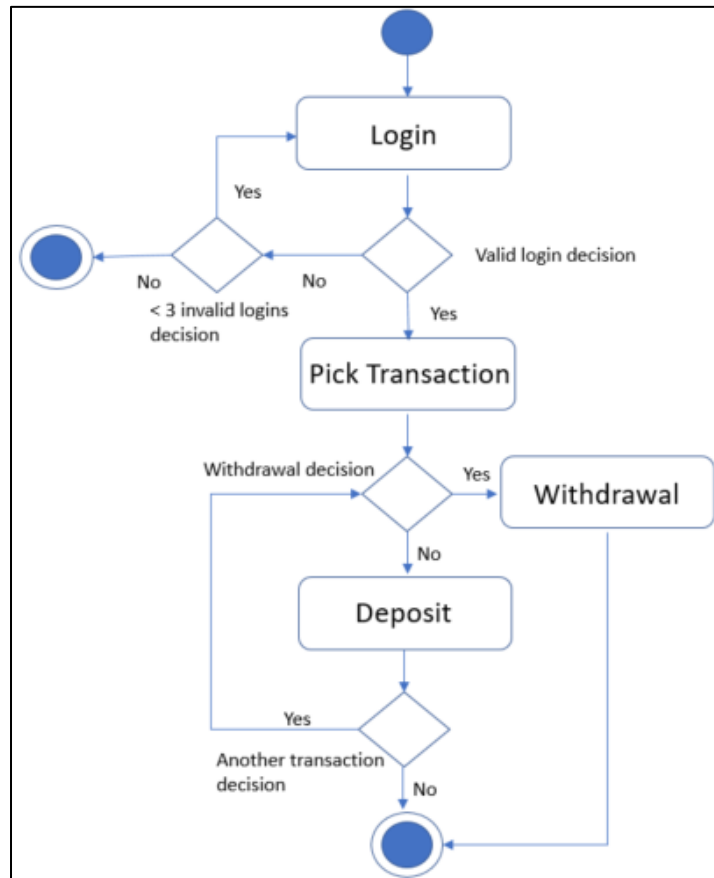 Login
Yes
Valid login decision
No
No
< 3 invalid logins
decision
Yes
Pick Transaction
Withdrawal decision
Yes
Withdrawal
No
Deposit
Yes
Another transaction
decision
No